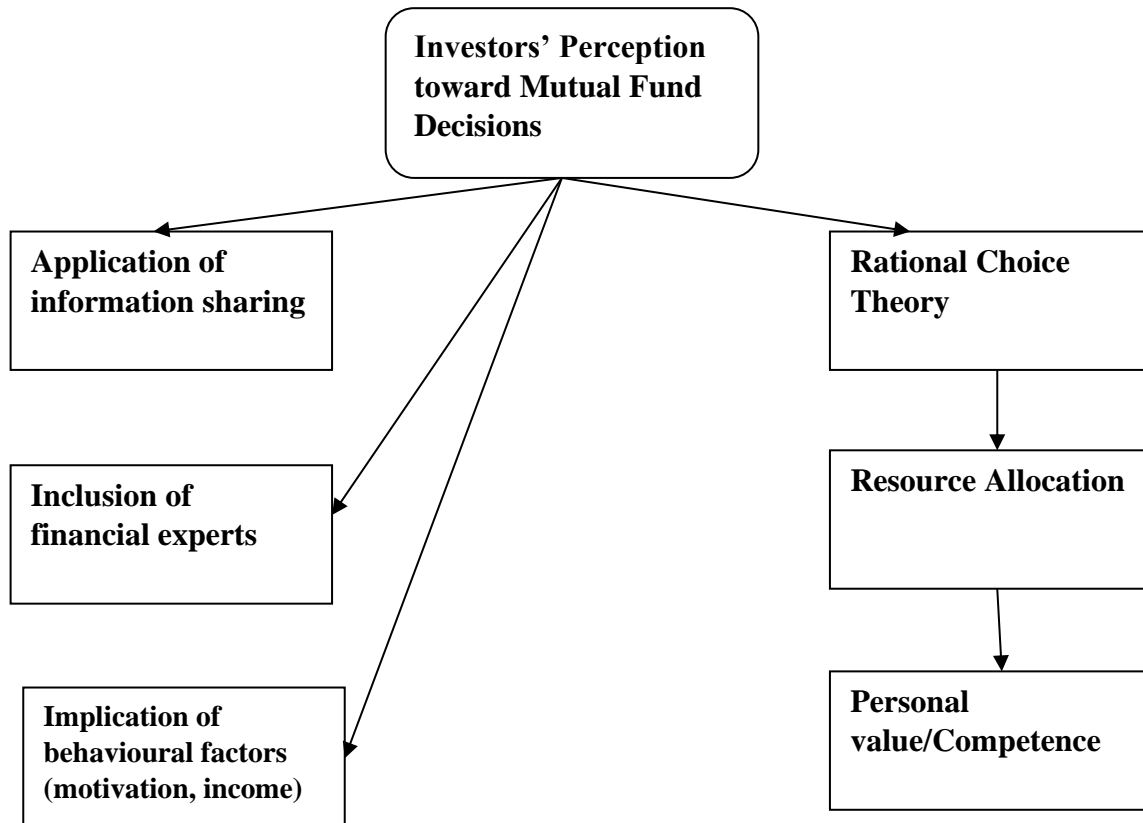 Investors’ Perception
toward Mutual Fund
Decisions
Application of
information sharing
Rational Choice
Theory
Inclusion of
financial experts
Resource Allocation
Implication of
behavioural factors
(motivation, income)
Personal
value/Competence